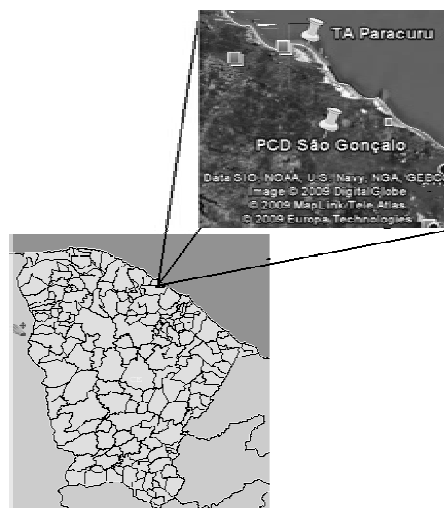 TA Paracuru
PCD São Gonçalo
Data SIO, NOAA, U.S. Navy, NGA, GEBCO
Image © 2009 DigitalGlobe
© 2009 MapLink/Tele Atlas
© 2009 Europa Technologies